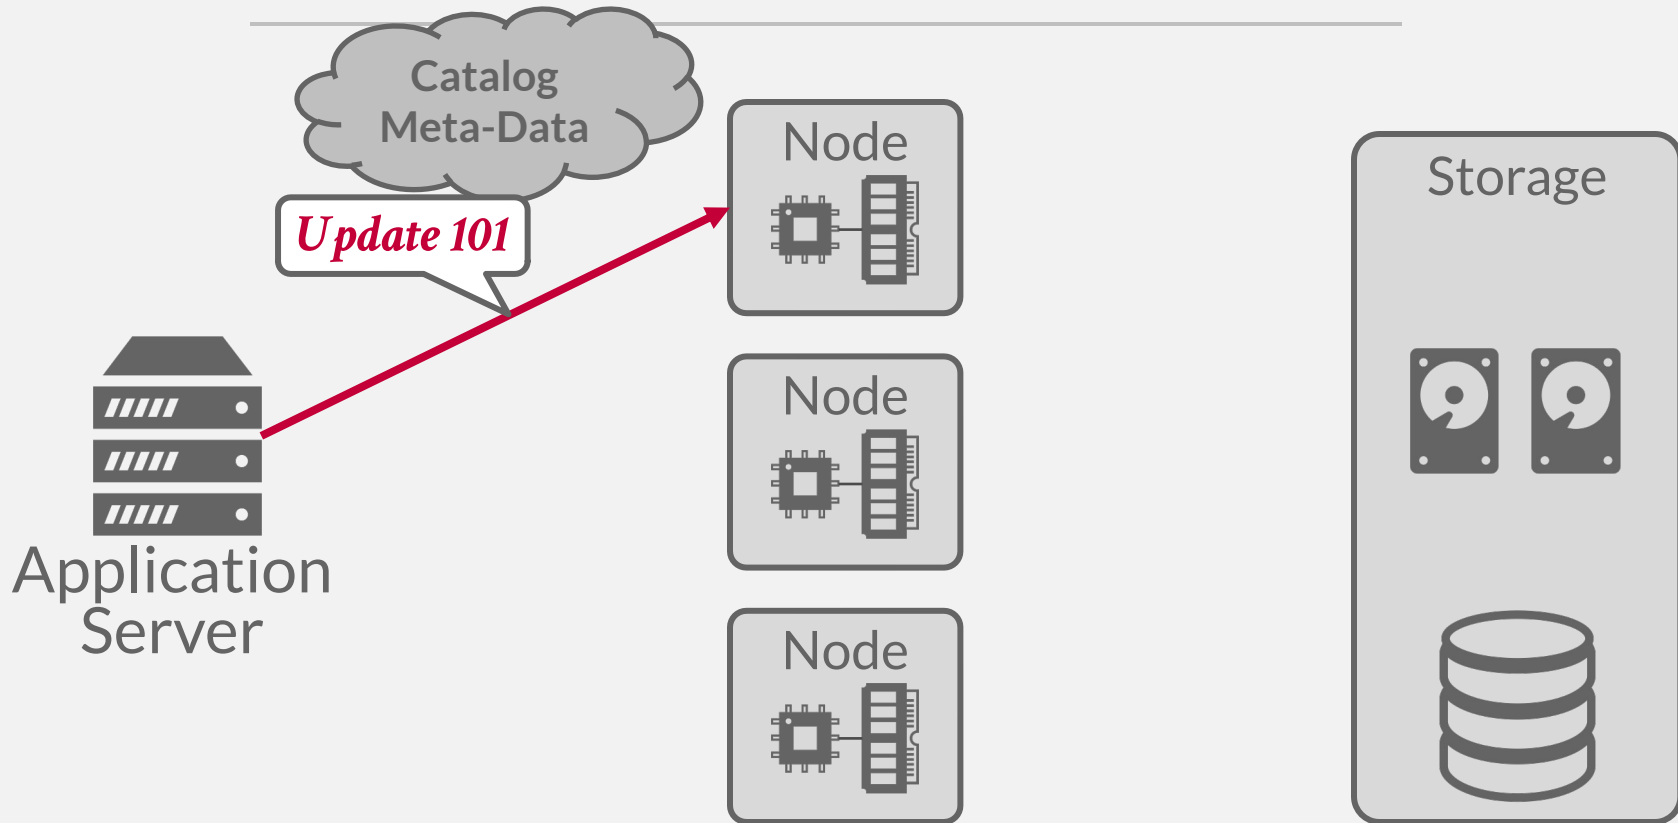 Catalog
Meta-Data
Update 101
Node
Node
Node
Storage
Application
Server